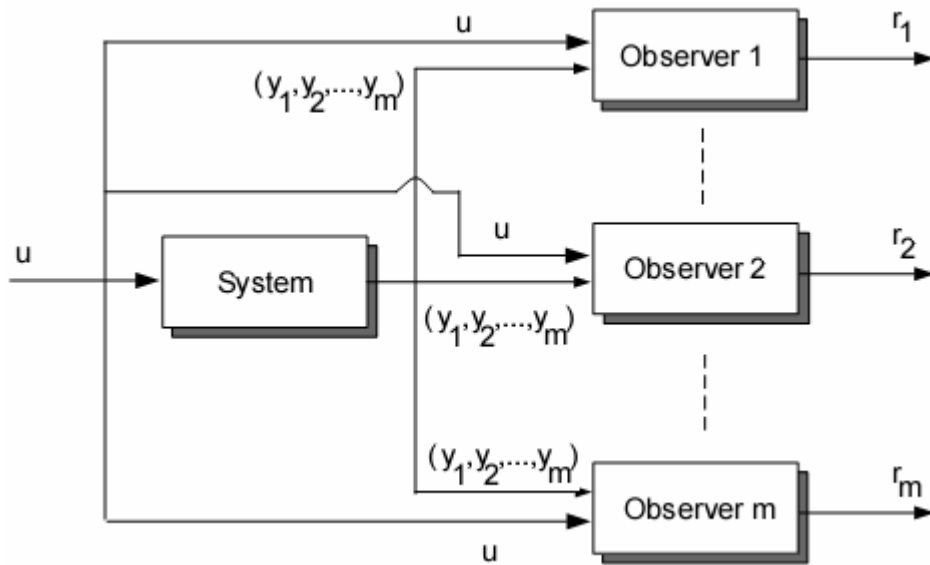 u
Observer 1
r1
(y1,y2,...,ym)
u
System
u
Observer 2
r2
(y1,y2,...,ym)
(y1,y2,...,ym)
Observer m
rm
u